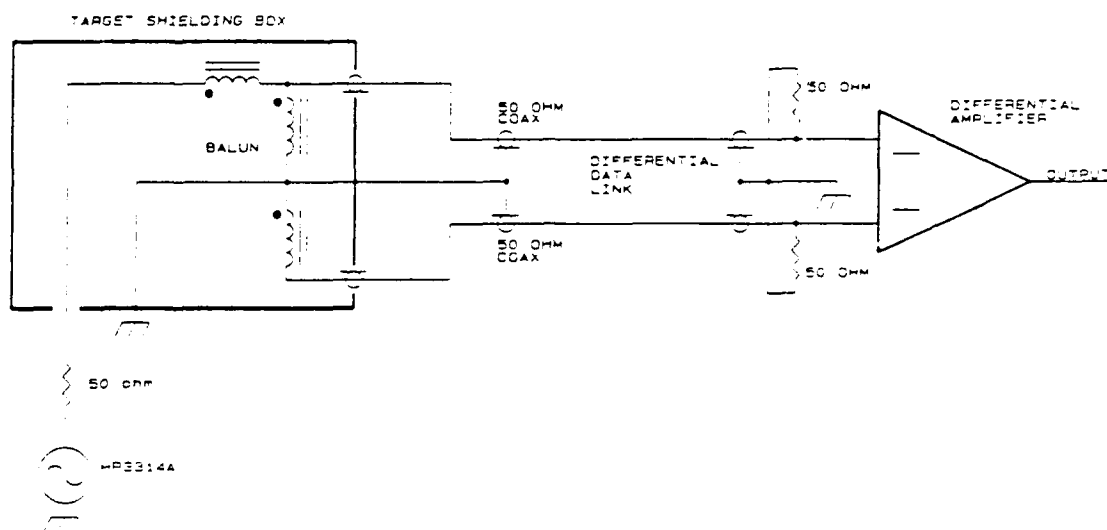 TARGET SHIELDING BOX
50 OHM
COAX
50 OHM
DIFFERENTIAL
AMPLIFIER
BALUN
DIFFERENTIAL
DATA
LINK
OUTPUT
50 OHM
COAX
50 OHM
50 ohm
HP3314A